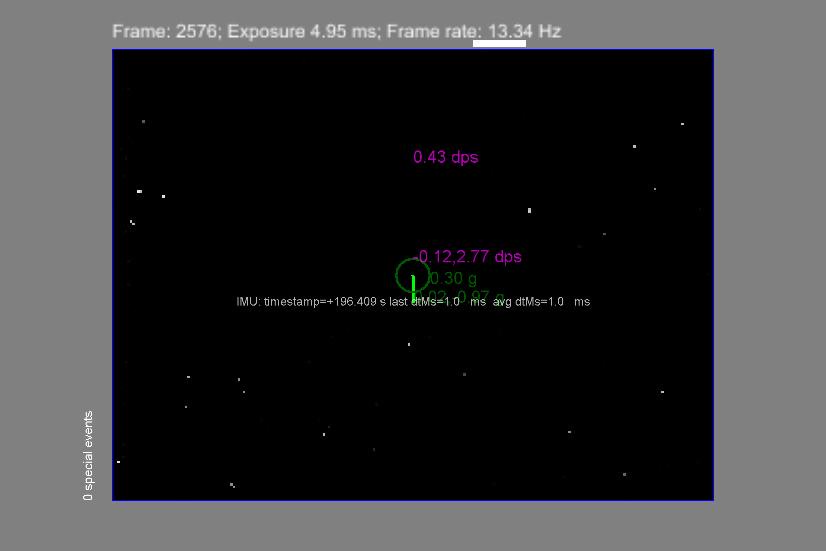 Frame: 2576; Exposure 4.95 ms; Frame rate: 13.34 Hz
0.43 dps
-0.12,2.77 dps
0.30 g
IMU: timestamp=+196.409 s last dtMs=1.0 ms avg dtMs=1.0 ms
0 special events